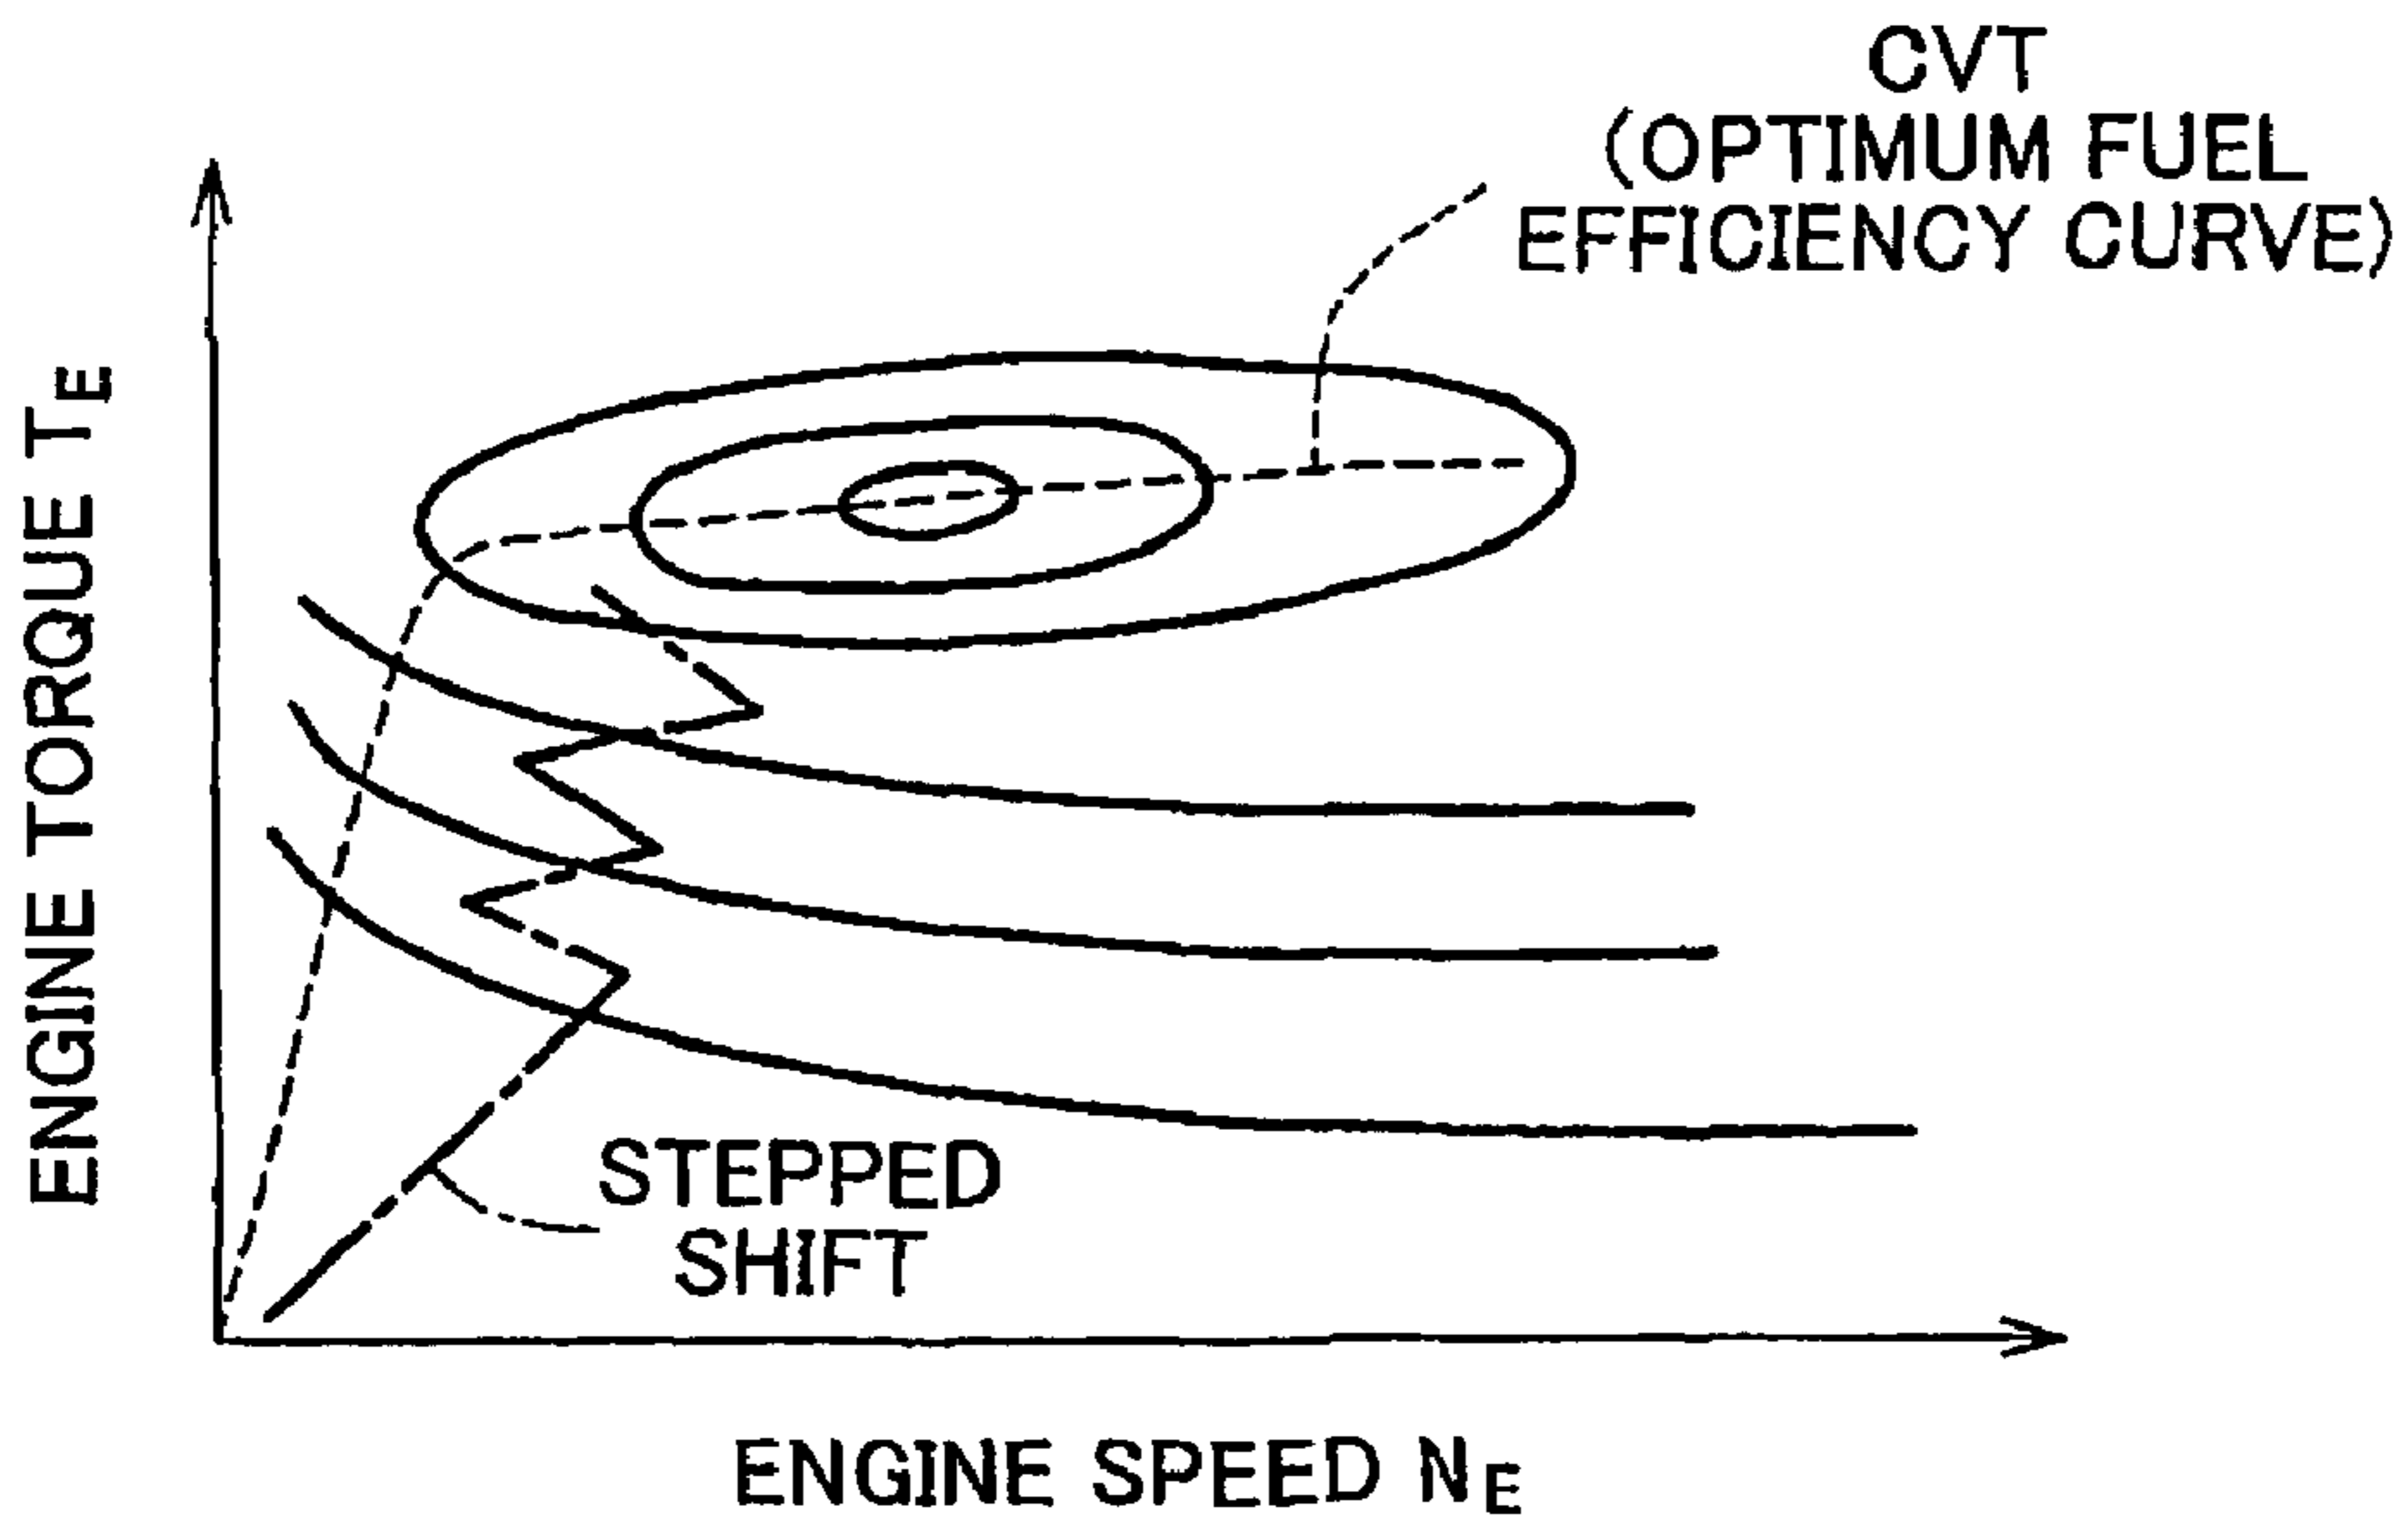 CVT
(OPTIMUM FUEL
EFFICIENCY CURVE)
ENGINE TORQUE TE
STEPPED
SHIFT
ENGINE SPEED NE